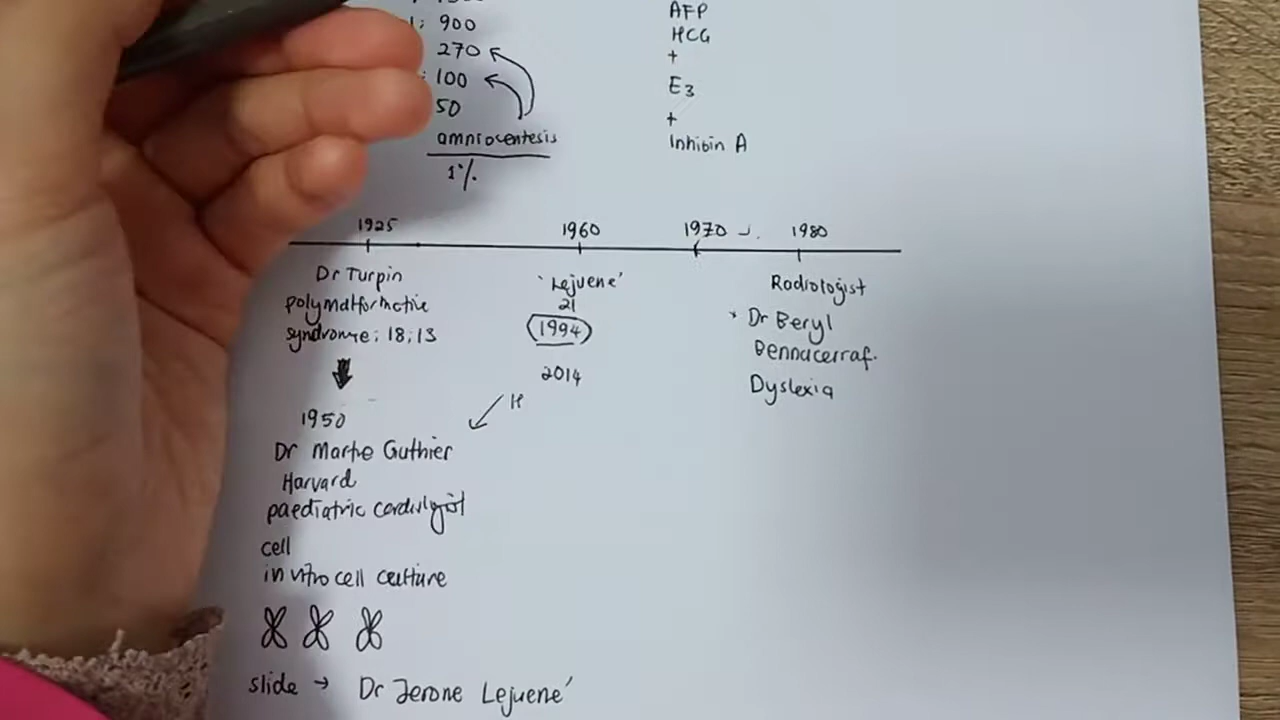 900
270
100
50
amniocentesis
1%
AFP
HCG
+
E3
+
Inhibin A
1925
1960
1970
1980
Dr Turpin
polymalformative
syndrome; 18; 13
1950
Dr Marthe Guthier
Harvard
paediatric cardiologist
cell
in vitro cell culture
slide → Dr Jerone Lejuene'
'Lejuene'
21
1994
2014
Radiologist
Dr Beryl
Bennacerraf.
Dyslexia